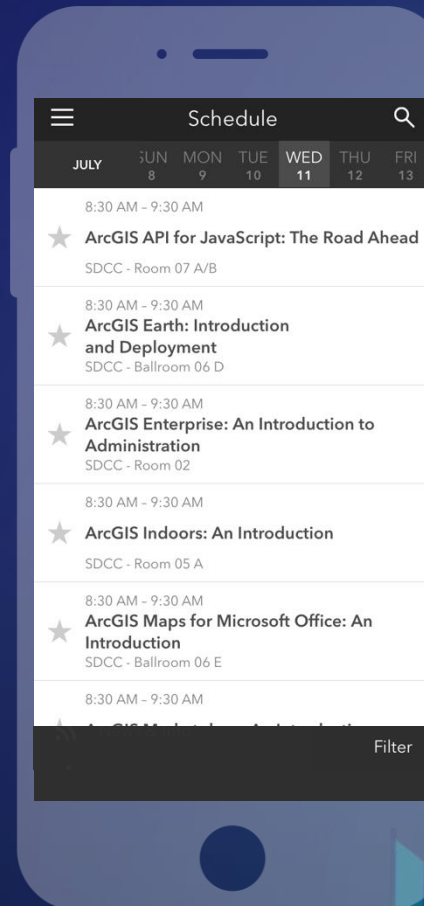 Schedule
JULY SUN MON TUE WED THU FRI
8 9 10 11 12 13
8:30 AM – 9:30 AM
ArcGIS API for JavaScript: The Road Ahead
SDCC - Room 07 A/B
8:30 AM – 9:30 AM
ArcGIS Earth: Introduction
and Deployment
SDCC - Ballroom 06 D
8:30 AM – 9:30 AM
ArcGIS Enterprise: An Introduction to
Administration
SDCC - Room 02
8:30 AM – 9:30 AM
ArcGIS Indoors: An Introduction
SDCC - Room 05 A
8:30 AM – 9:30 AM
ArcGIS Maps for Microsoft Office: An
Introduction
SDCC - Ballroom 06 E
8:30 AM – 9:30 AM
Filter